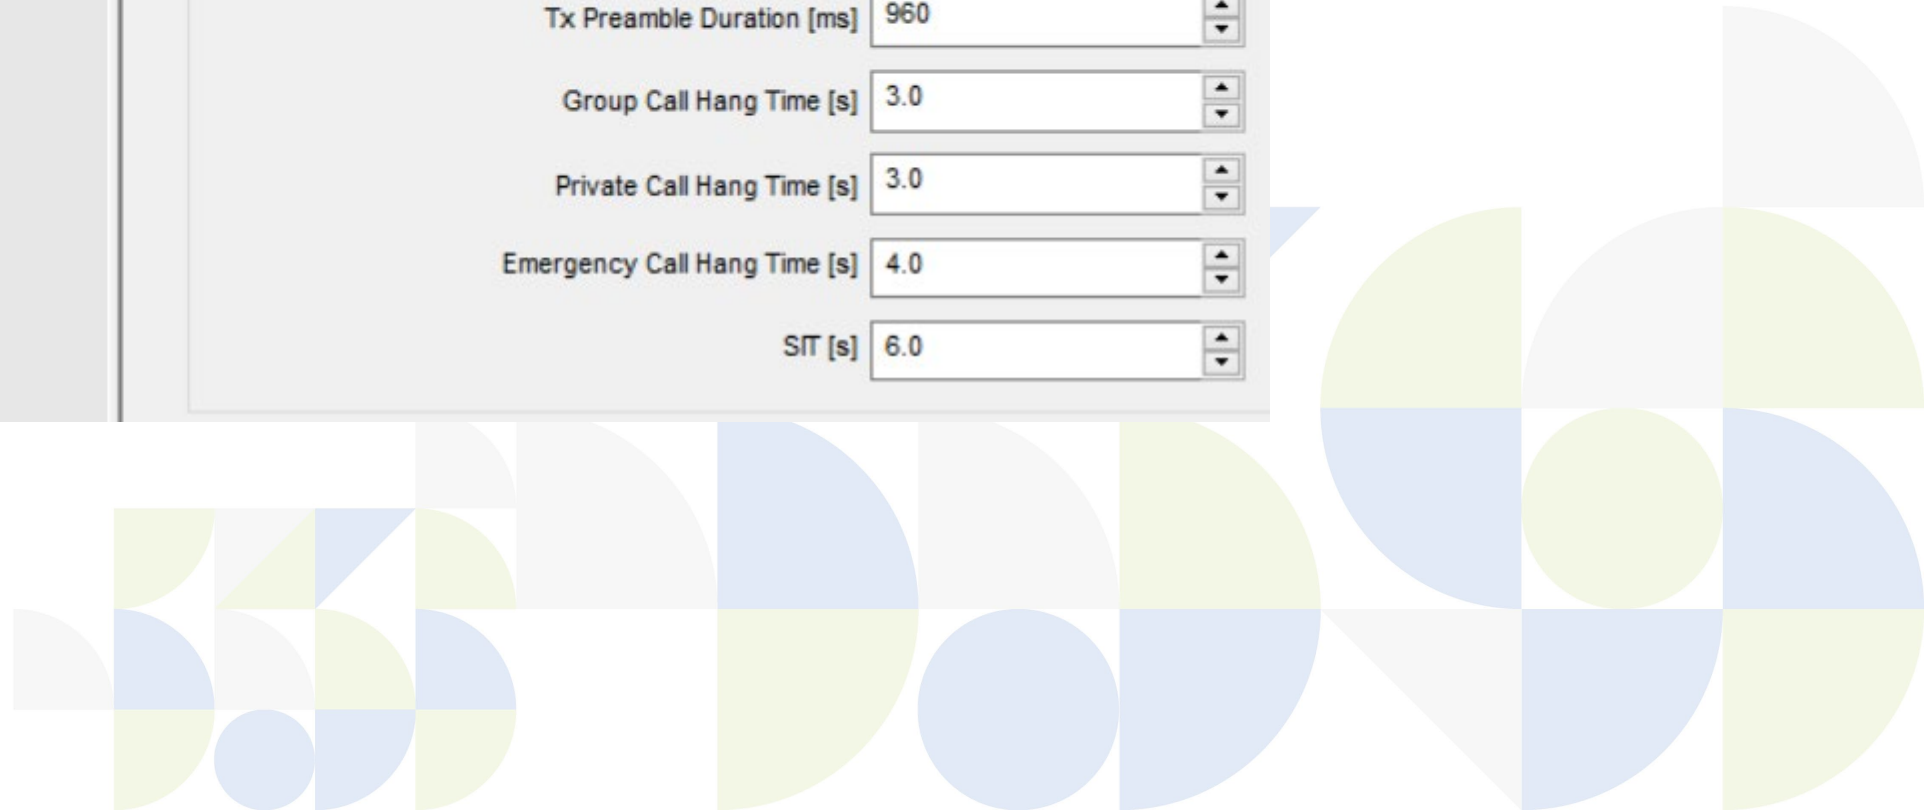 Tx Preamble Duration [ms] 960
Group Call Hang Time [s] 3.0
Private Call Hang Time [s] 3.0
Emergency Call Hang Time [s] 4.0
SIT [s] 6.0